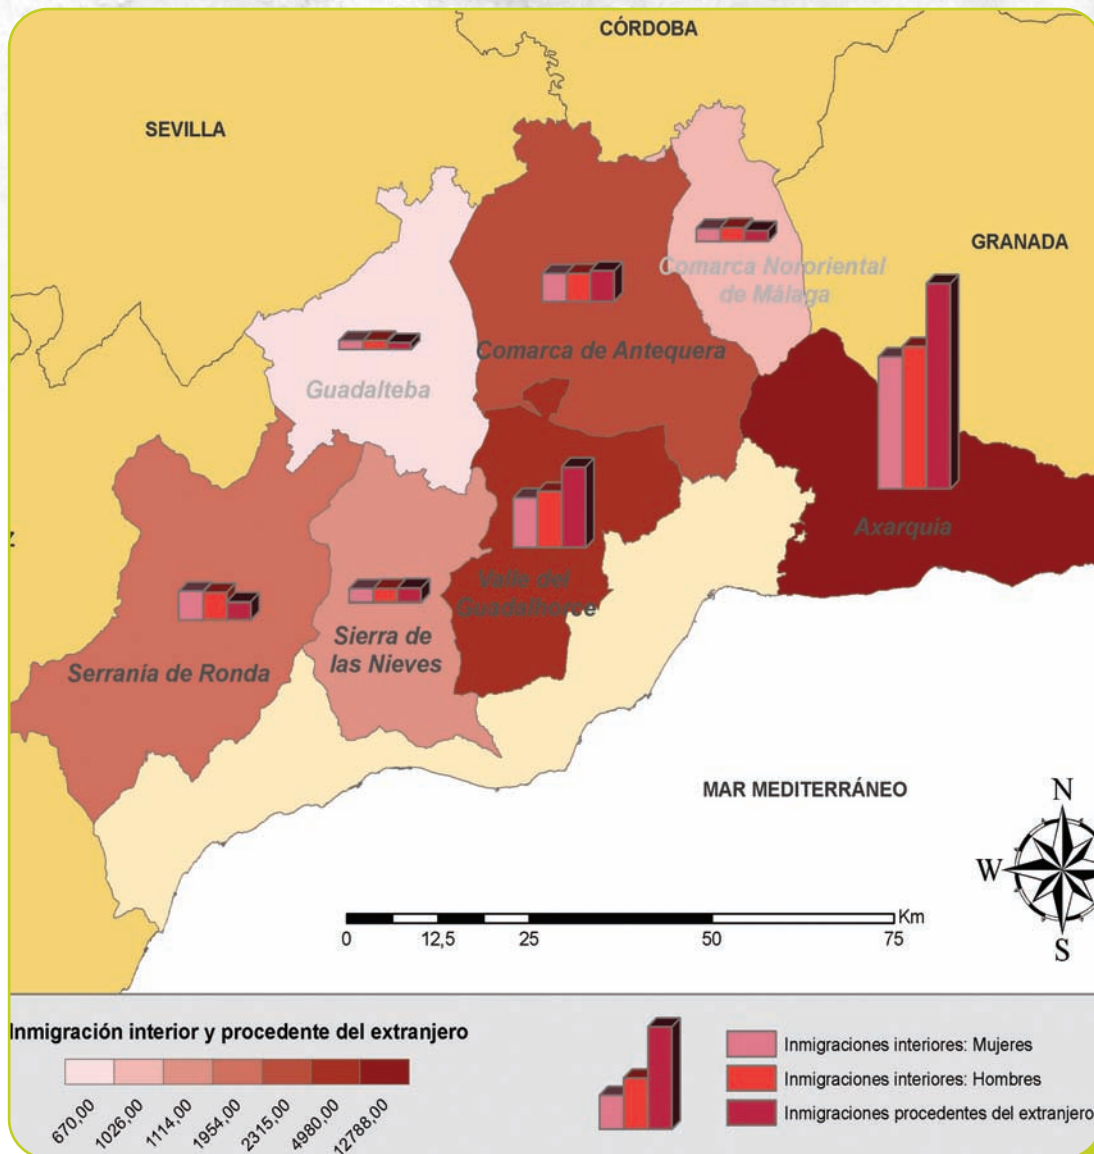 CÓRDOBA
SEVILLA
GRANADA
Comarca Nororiental
de Málaga
Comarca de Antequera
Guadalteba
Axarquía
Z
Valle del
Guadalhorce
Sierra de
las Nieves
Serranía de Ronda
MAR MEDITERRÁNEO
N
W
S
Km
0 12,5 25 50 75
Inmigración interior y procedente del extranjero
670,00 1026,00 1114,00 1954,00 2315,00 4980,00 12788,00
Inmigraciones interiores: Mujeres
Inmigraciones interiores: Hombres
Inmigraciones procedentes del extranjero